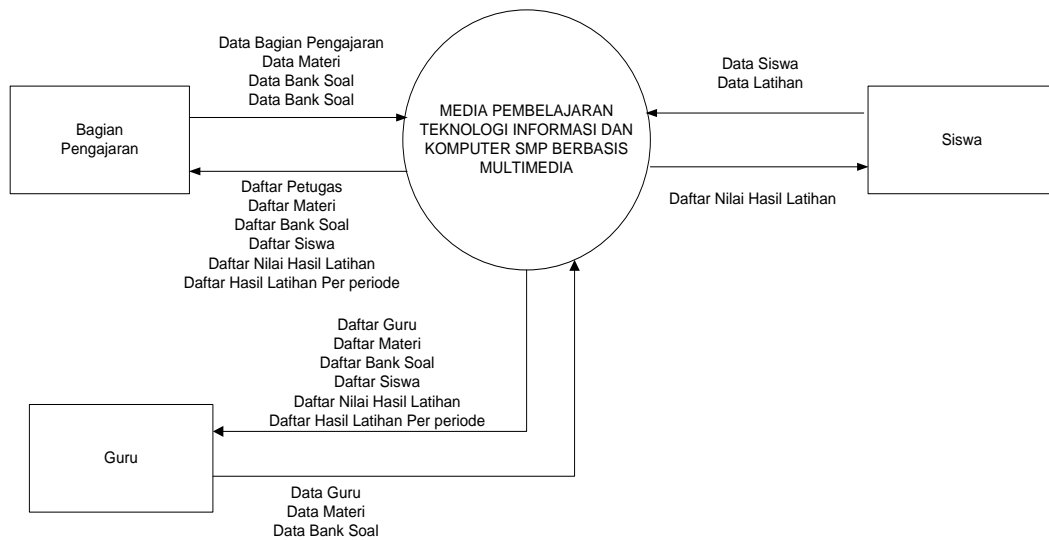 Data Bagian Pengajaran
Data Materi
Data Bank Soal
Data Bank Soal
Bagian
Pengajaran
Daftar Petugas
Daftar Materi
Daftar Bank Soal
Daftar Siswa
Daftar Nilai Hasil Latihan
Daftar Hasil Latihan Per periode
MEDIA PEMBELAJARAN
TEKNOLOGI INFORMASI DAN
KOMPUTER SMP BERBASIS
MULTIMEDIA
Data Siswa
Data Latihan
Siswa
Daftar Nilai Hasil Latihan
Daftar Guru
Daftar Materi
Daftar Bank Soal
Daftar Siswa
Daftar Nilai Hasil Latihan
Daftar Hasil Latihan Per periode
Guru
Data Guru
Data Materi
Data Bank Soal